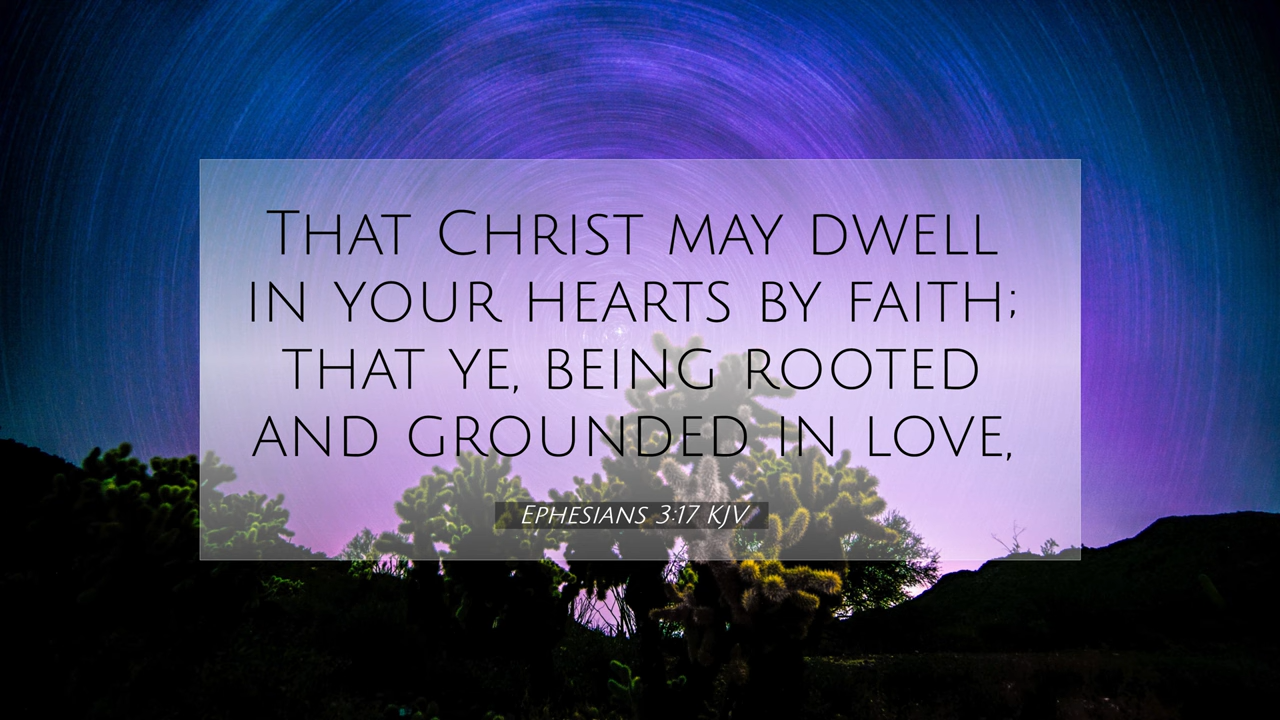 That Christ may dwell
in your hearts by faith;
that ye, being rooted
and grounded in love,
Ephesians 3:17 KJV